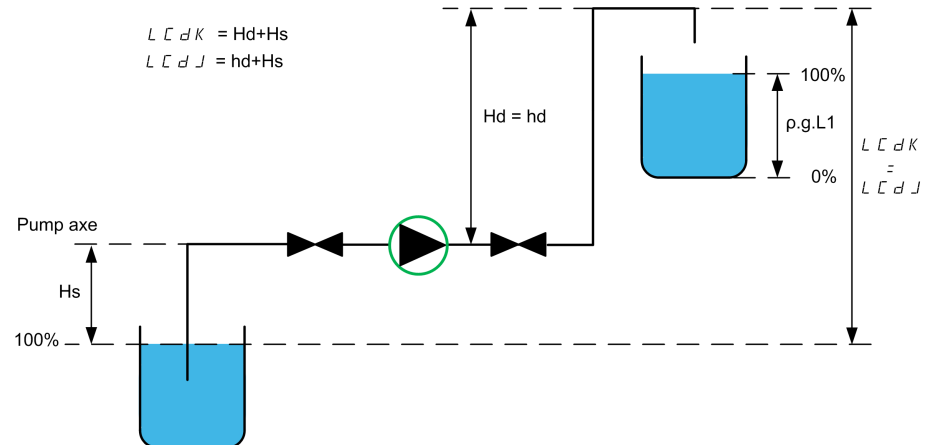 LCdK = Hd+Hs
LCdJ = hd+Hs
100%
Hd = hd
ρ.g.L1
LCdK
=
LCdJ
0%
Pump axe
Hs
100%